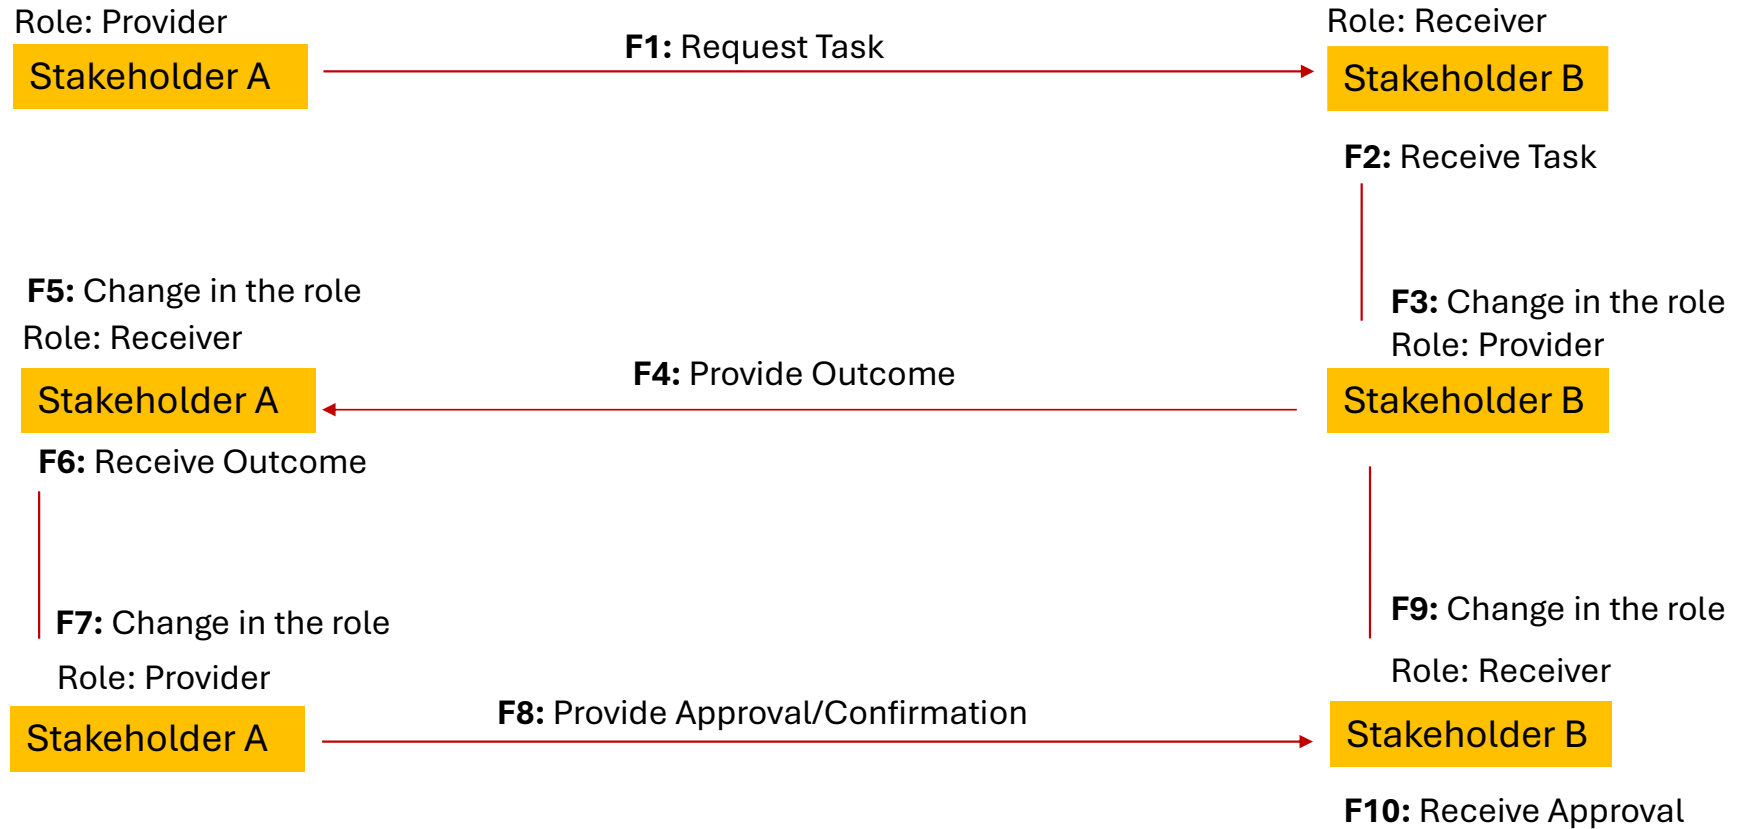 Role: Provider
Stakeholder A
F1: Request Task
Role: Receiver
Stakeholder B
F2: Receive Task
F5: Change in the role
Role: Receiver
Stakeholder A
F6: Receive Outcome
F4: Provide Outcome
F3: Change in the role
Role: Provider
Stakeholder B
F7: Change in the role
Role: Provider
Stakeholder A
F8: Provide Approval/Confirmation
F9: Change in the role
Role: Receiver
Stakeholder B
F10: Receive Approval